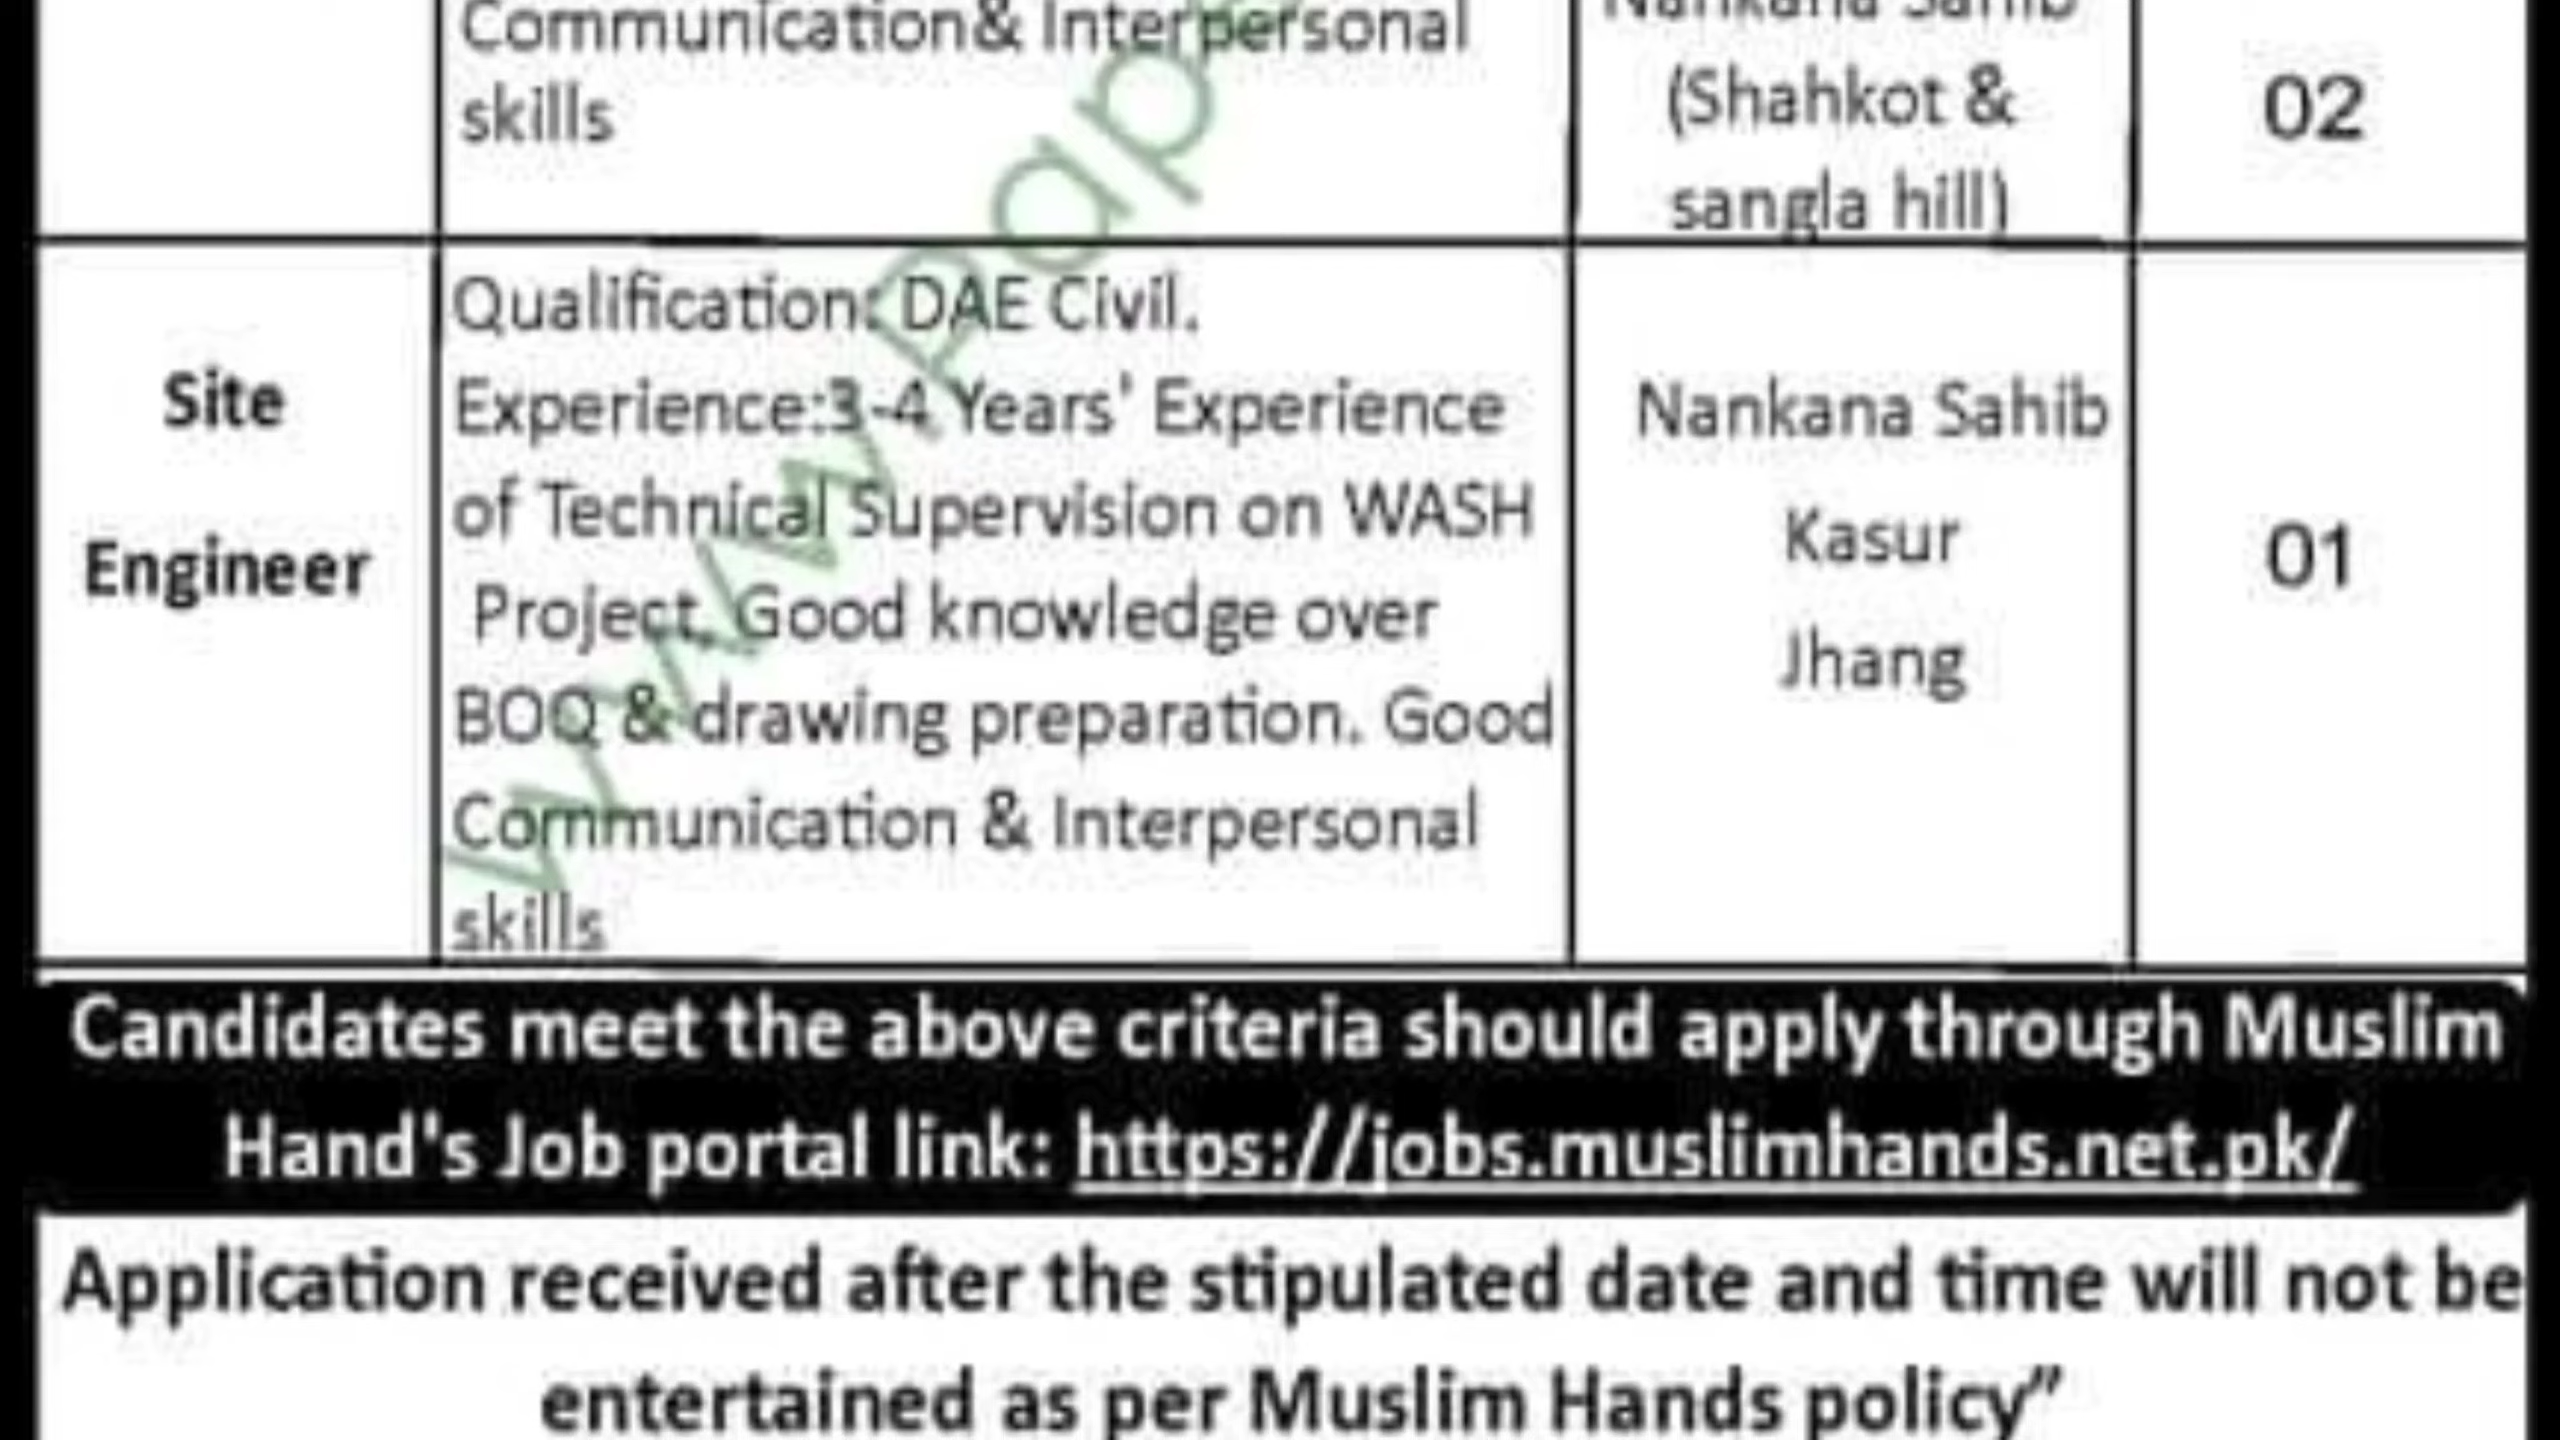 Communication& Interpersonal
skills
Nankana Sahib
(Shahkot &
sangla hill)
02
Site
Engineer
Qualification: DAE Civil.
Experience:3-4 Years' Experience
of Technical Supervision on WASH
Project. Good knowledge over
BOQ & drawing preparation. Good
Communication & Interpersonal
skills
Nankana Sahib
Kasur
Jhang
01
Candidates meet the above criteria should apply through Muslim
Hand's Job portal link: https://jobs.muslimhands.net.pk/
Application received after the stipulated date and time will not be
entertained as per Muslim Hands policy”